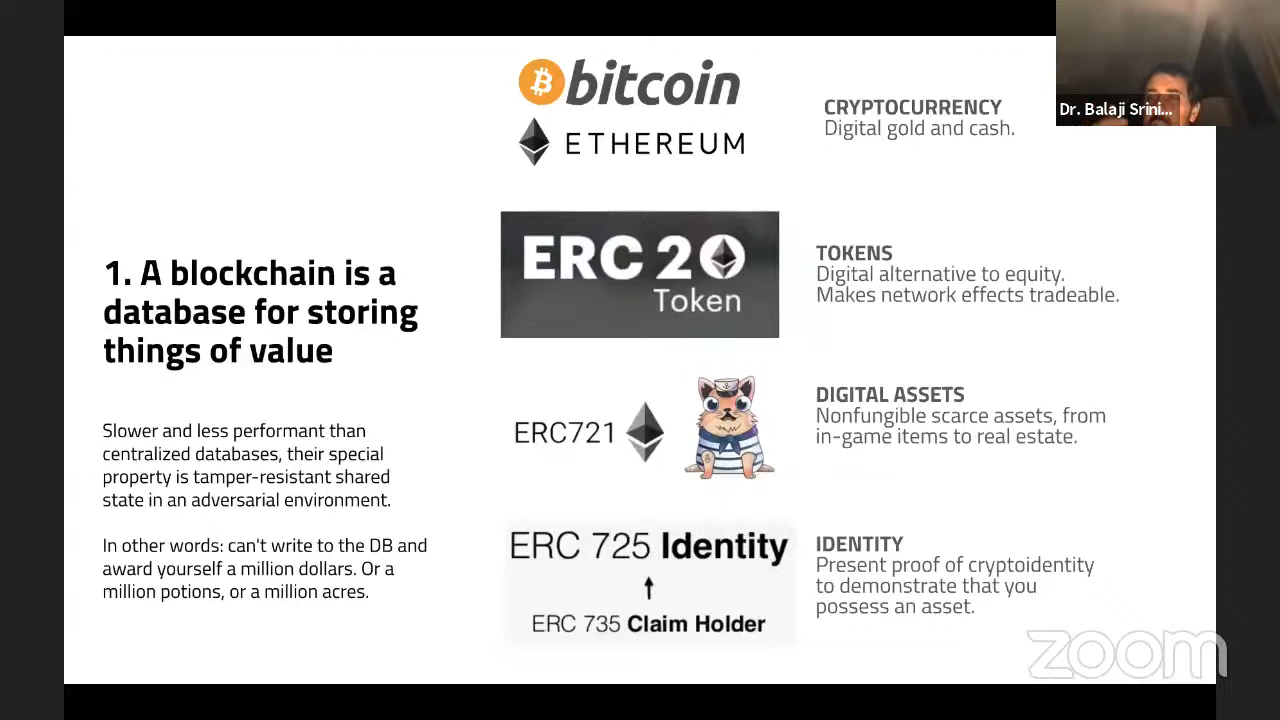 bitcoin
ETHEREUM
CRYPTOCURRENCY
Digital gold and cash.
Dr. Balaji Srini...
1. A blockchain is a
database for storing
things of value
Slower and less performant than
centralized databases, their special
property is tamper-resistant shared
state in an adversarial environment.
In other words: can't write to the DB and
award yourself a million dollars. Or a
million potions, or a million acres.
ERC 20
Token
TOKENS
Digital alternative to equity.
Makes network effects tradeable.
ERC721
DIGITAL ASSETS
Nonfungible scarce assets, from
in-game items to real estate.
ERC 725 Identity
ERC 735 Claim Holder
IDENTITY
Present proof of cryptoidentity
to demonstrate that you
possess an asset.
zoom